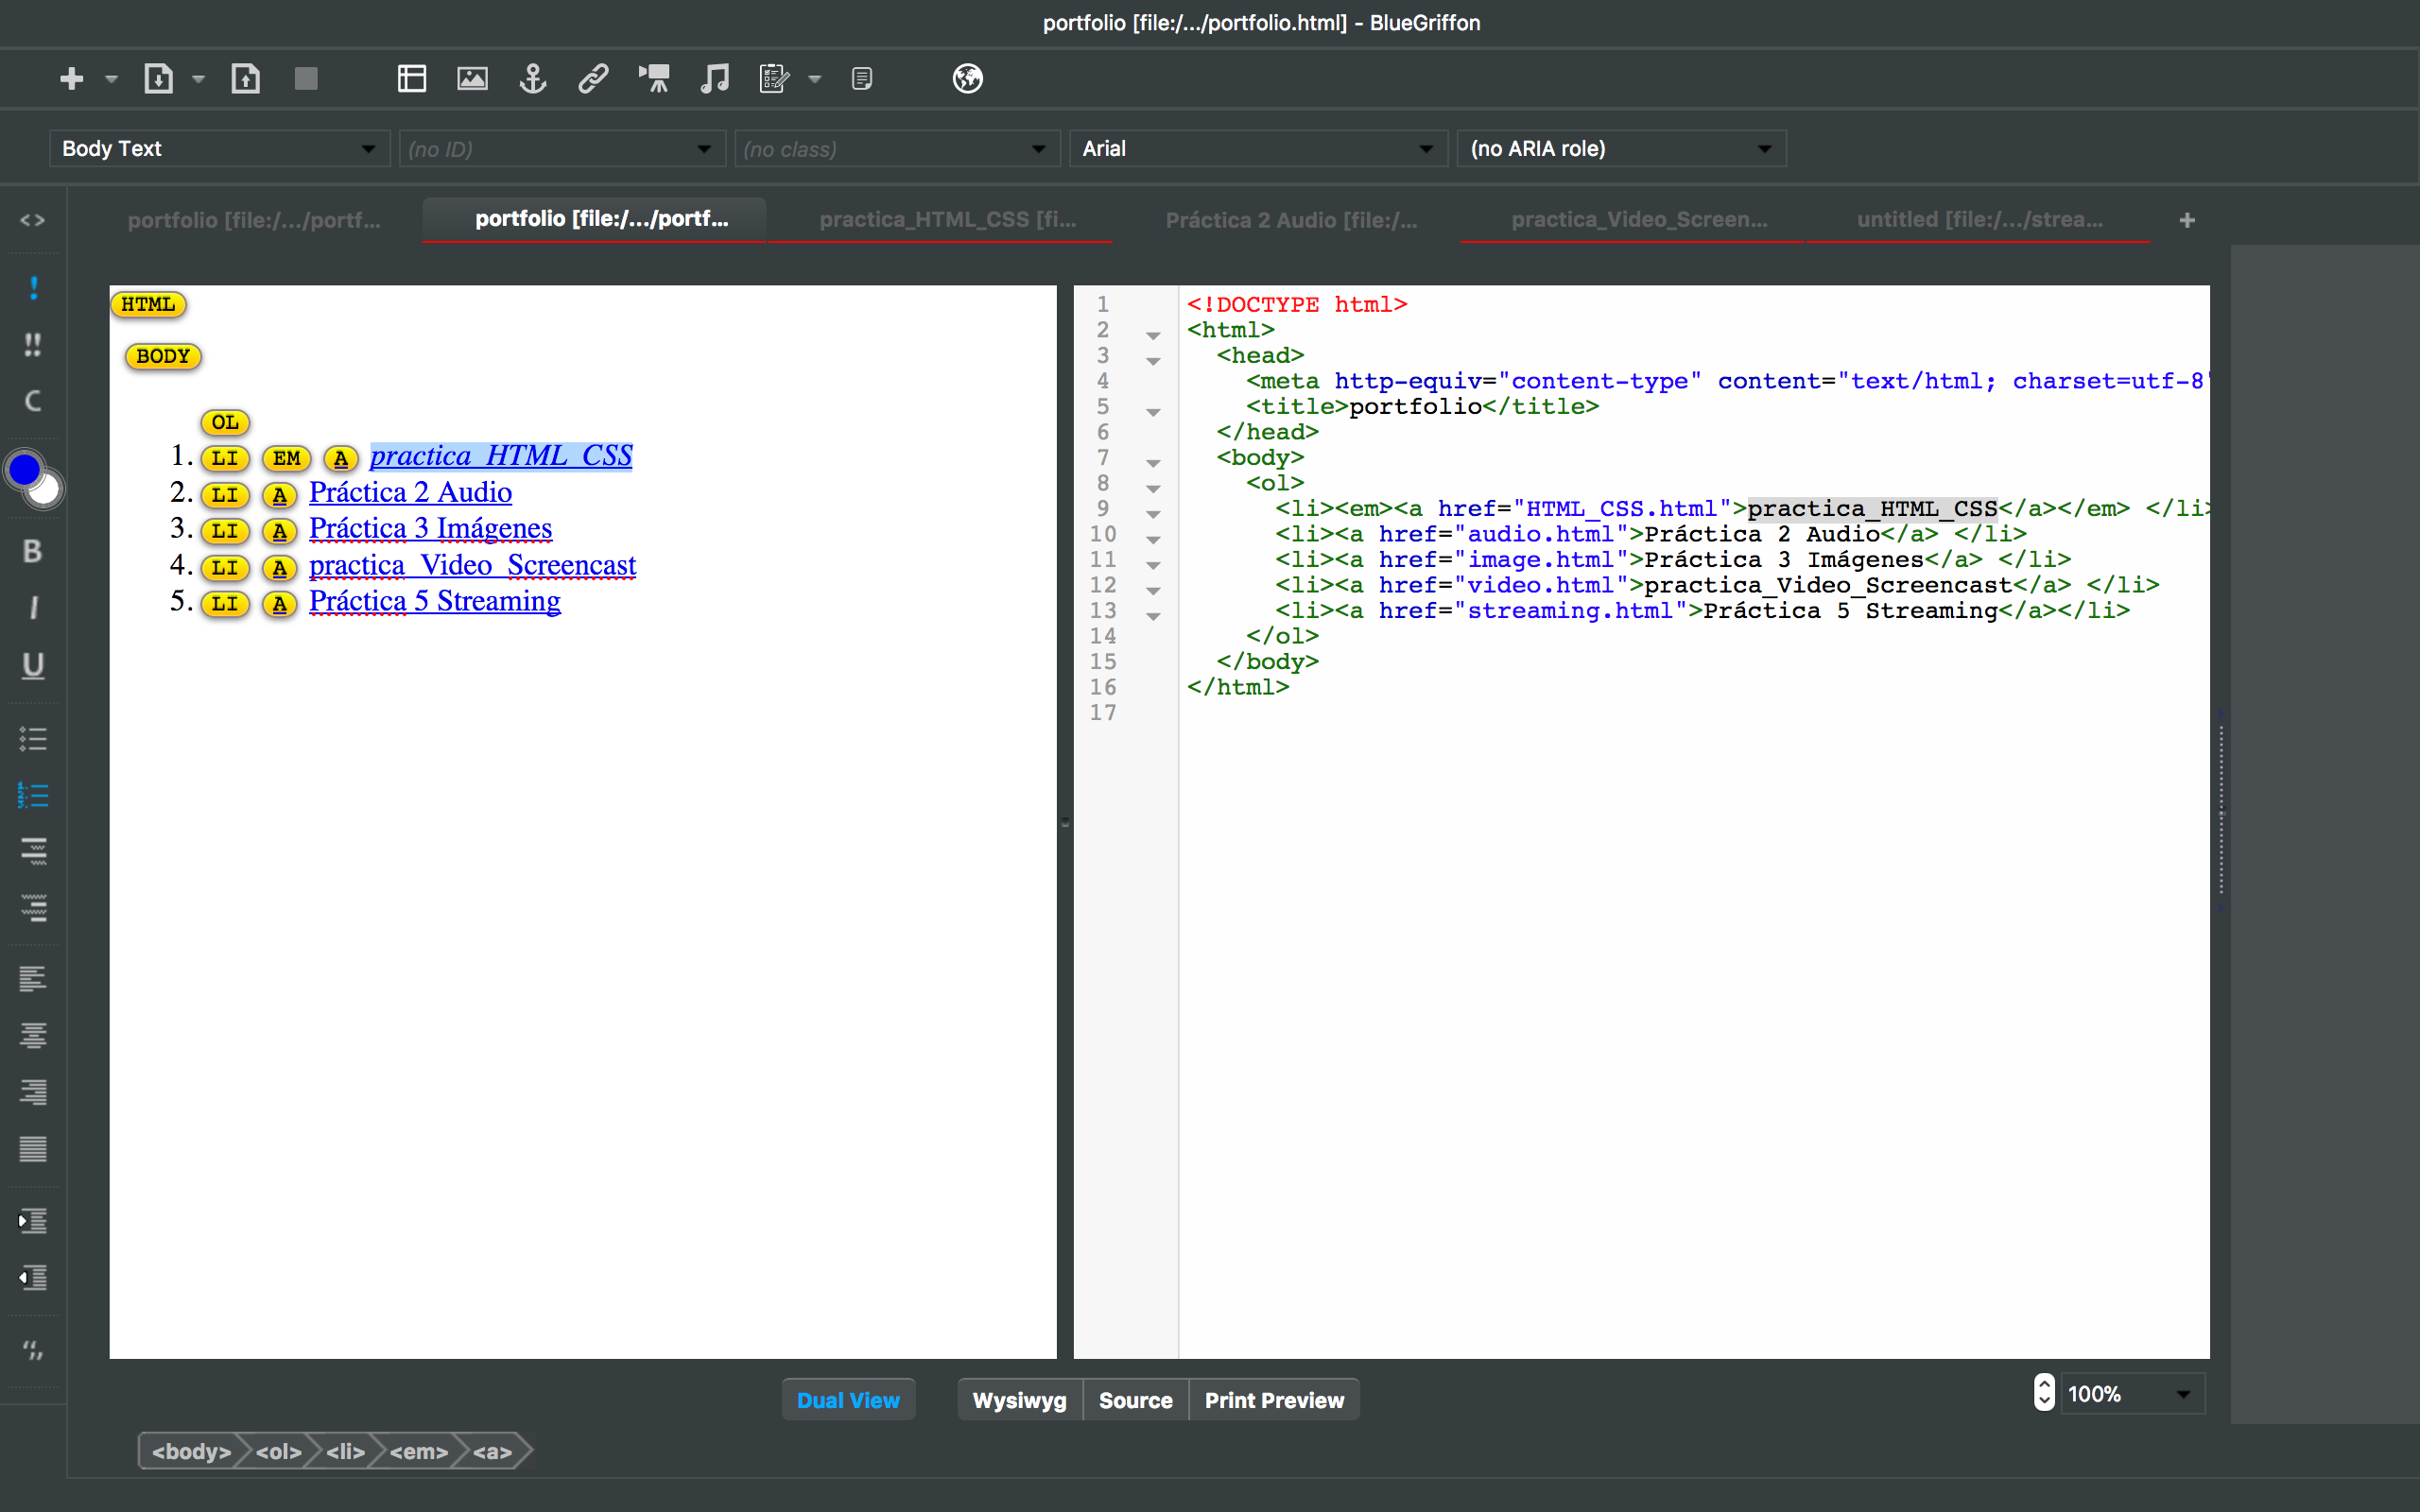 portfolio [file:/.../portfolio.html] - BlueGriffon
Body Text (no ID) (no class) Arial (no ARIA role)
portfolio [file:/.../portf... portfolio [file:/.../portf... practica_HTML_CSS [fi... Práctica 2 Audio [file:/... practica_Video_Screen... untitled [file:/.../strea...
HTML
BODY
OL
1. LI EM A practica_HTML_CSS
2. LI A Práctica 2 Audio
3. LI A Práctica 3 Imágenes
4. LI A practica_Video_Screencast
5. LI A Práctica 5 Streaming
1 <!DOCTYPE html>
2 <html>
3 <head>
4 <meta http-equiv="content-type" content="text/html; charset=utf-8"
5 <title>portfolio</title>
6 </head>
7 <body>
8 <ol>
9 <li><em><a href="HTML_CSS.html">practica_HTML_CSS</a></em> </li>
10 <li><a href="audio.html">Práctica 2 Audio</a> </li>
11 <li><a href="image.html">Práctica 3 Imágenes</a> </li>
12 <li><a href="video.html">practica_Video_Screencast</a> </li>
13 <li><a href="streaming.html">Práctica 5 Streaming</a></li>
14 </ol>
15 </body>
16 </html>
17
C
B
I
U
Dual View Wysiwyg Source Print Preview 100%
<body> <ol> <li> <em> <a>